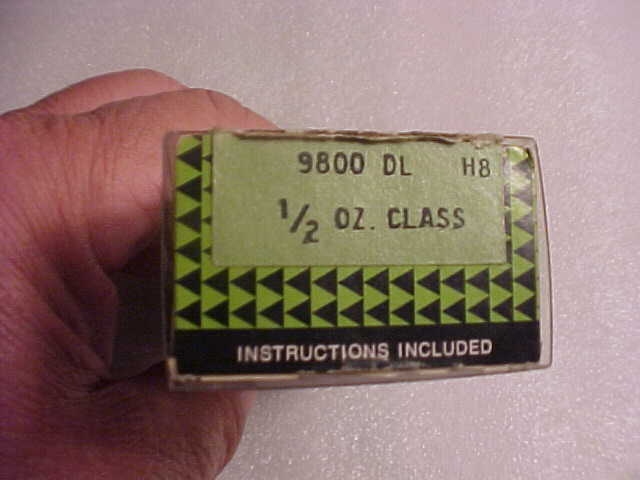 9800 DL H8
1/2 OZ. CLASS
INSTRUCTIONS INCLUDED